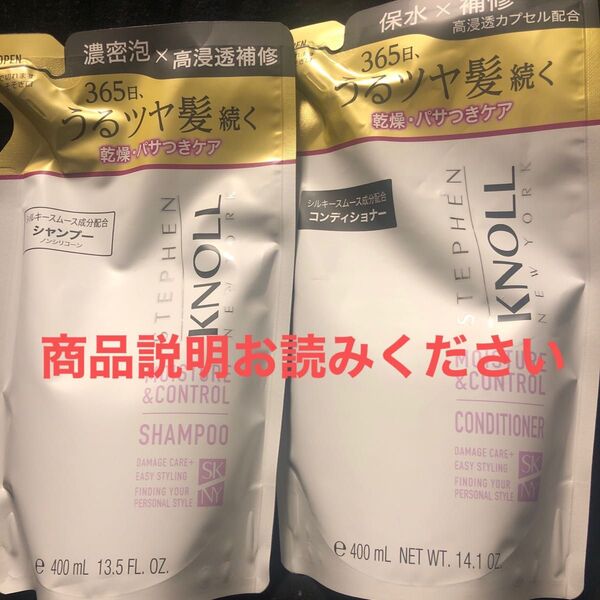 OPEN
濃密泡×高浸透補修
365日、
うるツヤ髪続く
乾燥・パサつきケア
シルキースムース成分配合
シャンプー
ノンシリコーン
STEPHEN
KNOLL
NEW YORK
MOISTURE
&CONTROL
SHAMPOO
DAMAGE CARE+
EASY STYLING
FINDING YOUR
PERSONAL STYLE
SK
NY
e 400 mL 13.5 FL. OZ.
保水×補修
高浸透カプセル配合
365日、
うるツヤ髪続く
乾燥・パサつきケア
シルキースムース成分配合
コンディショナー
STEPHEN
KNOLL
NEW YORK
MOISTURE
&CONTROL
CONDITIONER
DAMAGE CARE+
EASY STYLING
FINDING YOUR
PERSONAL STYLE
SK
NY
e 400 mL NET WT. 14.1 OZ.
商品説明お読みください